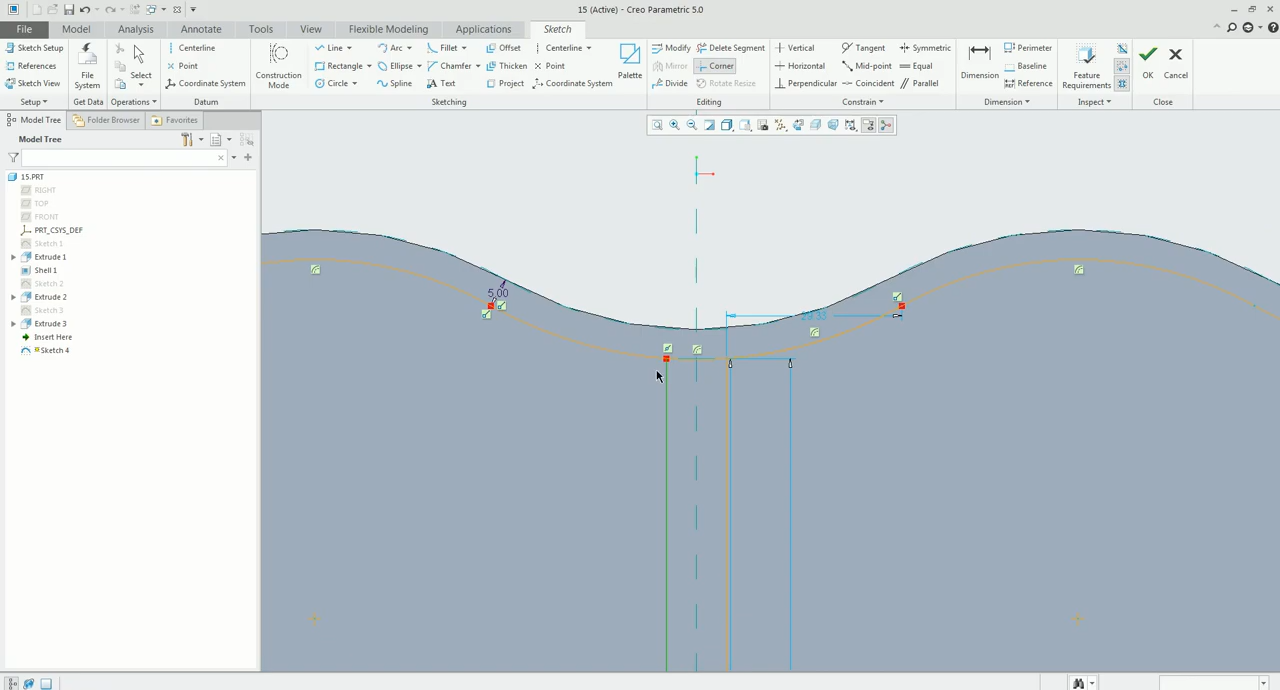 15 (Active) - Creo Parametric 5.0
File Model Analysis Annotate Tools View Flexible Modeling Applications Sketch
Sketch Setup Centerline Line Arc Fillet Offset Centerline Modify Delete Segment Vertical Tangent Symmetric Perimeter
References Point Rectangle Ellipse Chamfer Thicken Point Mirror Corner Horizontal Mid-point Equal Baseline
Sketch View Coordinate System Circle Spline Text Project Coordinate System Divide Rotate Resize Perpendicular Coincident Parallel Reference
File System Select Construction Mode Palette Dimension Feature Requirements OK Cancel
Setup Get Data Operations Datum Sketching Editing Constrain Dimension Inspect Close
Model Tree Folder Browser Favorites
Model Tree
15.PRT
RIGHT
TOP
FRONT
PRT_CSYS_DEF
Sketch 1
Extrude 1
Shell 1
Sketch 2
Extrude 2
Sketch 3
Extrude 3
Insert Here
Sketch 4
5.00